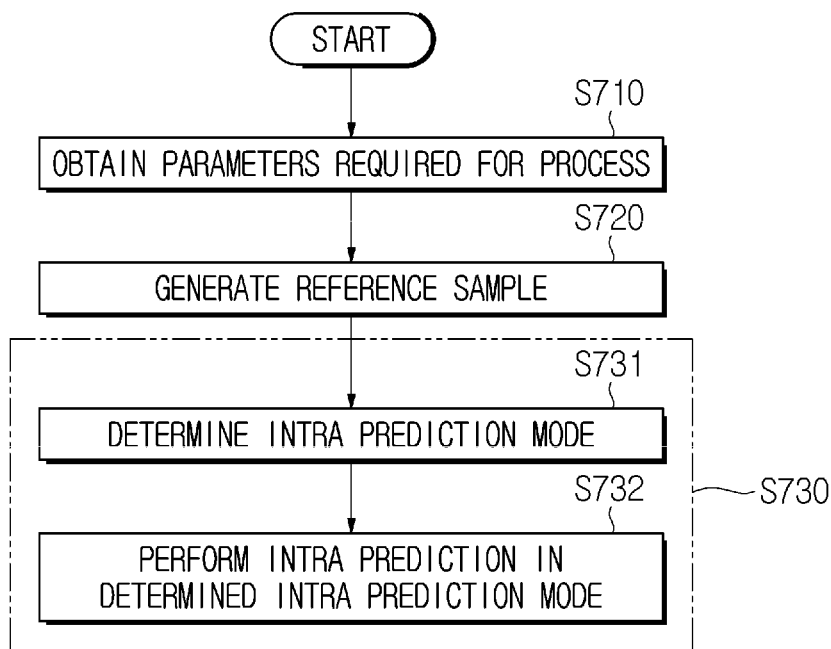 START
S710
OBTAIN PARAMETERS REQUIRED FOR PROCESS
S720
GENERATE REFERENCE SAMPLE
S731
DETERMINE INTRA PREDICTION MODE
S732
S730
PERFORM INTRA PREDICTION IN
DETERMINED INTRA PREDICTION MODE